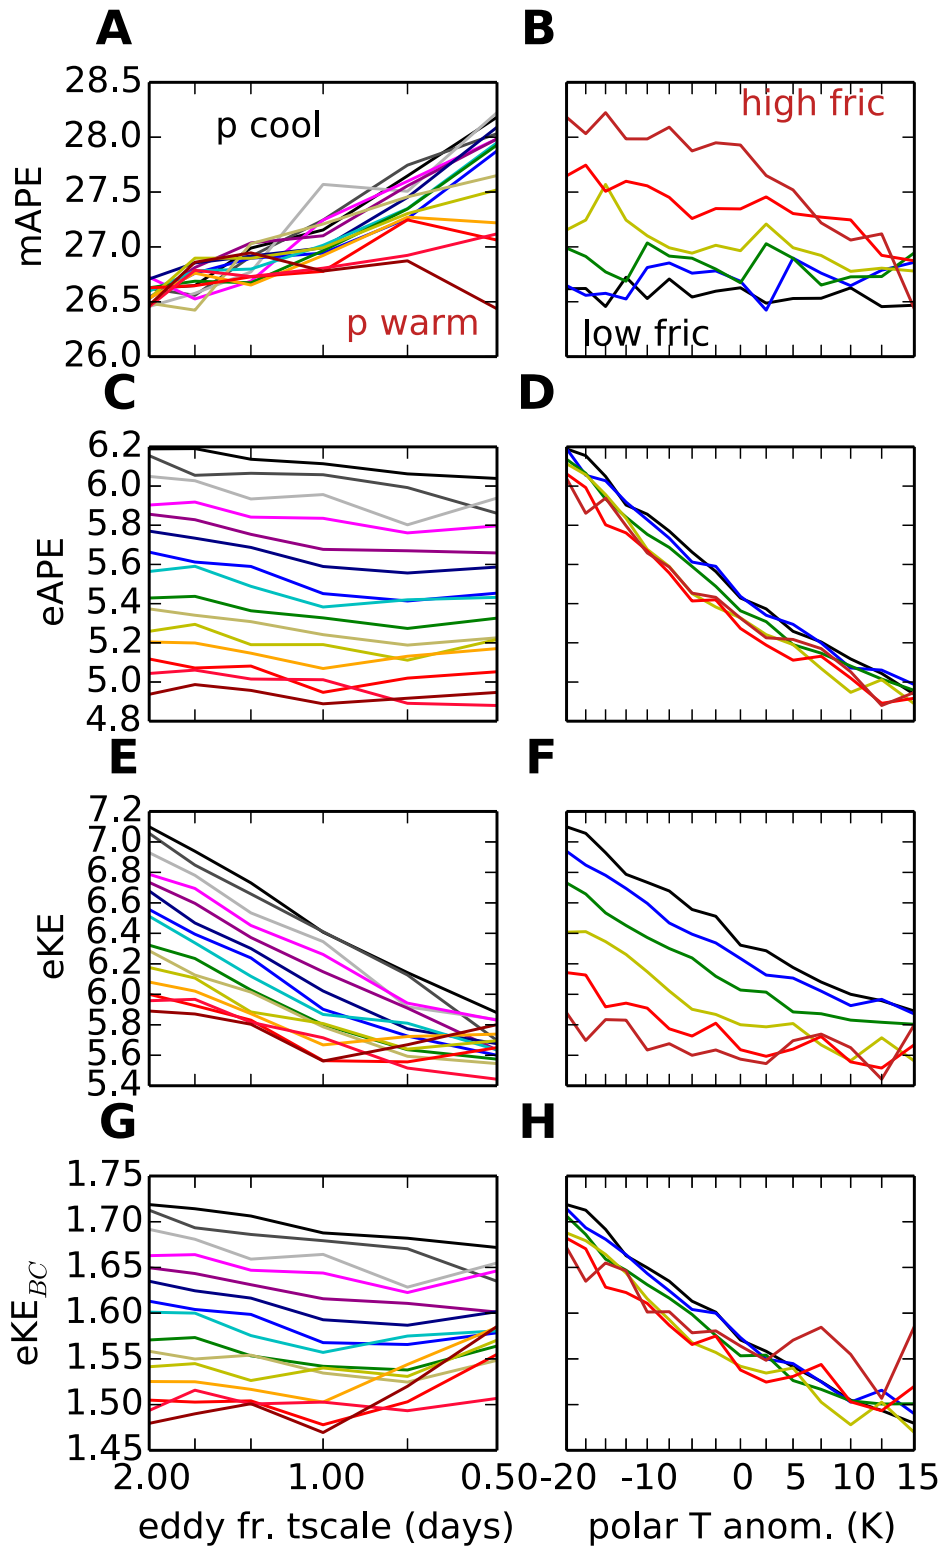 A
B
28.5
28.0
27.5
27.0
26.5
26.0
mAPE
p cool
p warm
high fric
low fric
C
D
6.2
6.0
5.8
5.6
5.4
5.2
5.0
4.8
eAPE
E
F
7.2
7.0
6.8
6.6
6.4
6.2
6.0
5.8
5.6
5.4
eKE
G
H
1.75
1.70
1.65
1.60
1.55
1.50
1.45
eKE_BC
2.00 1.00 0.50
-20 -10 0 5 10 15
eddy fr. tscale (days)
polar T anom. (K)